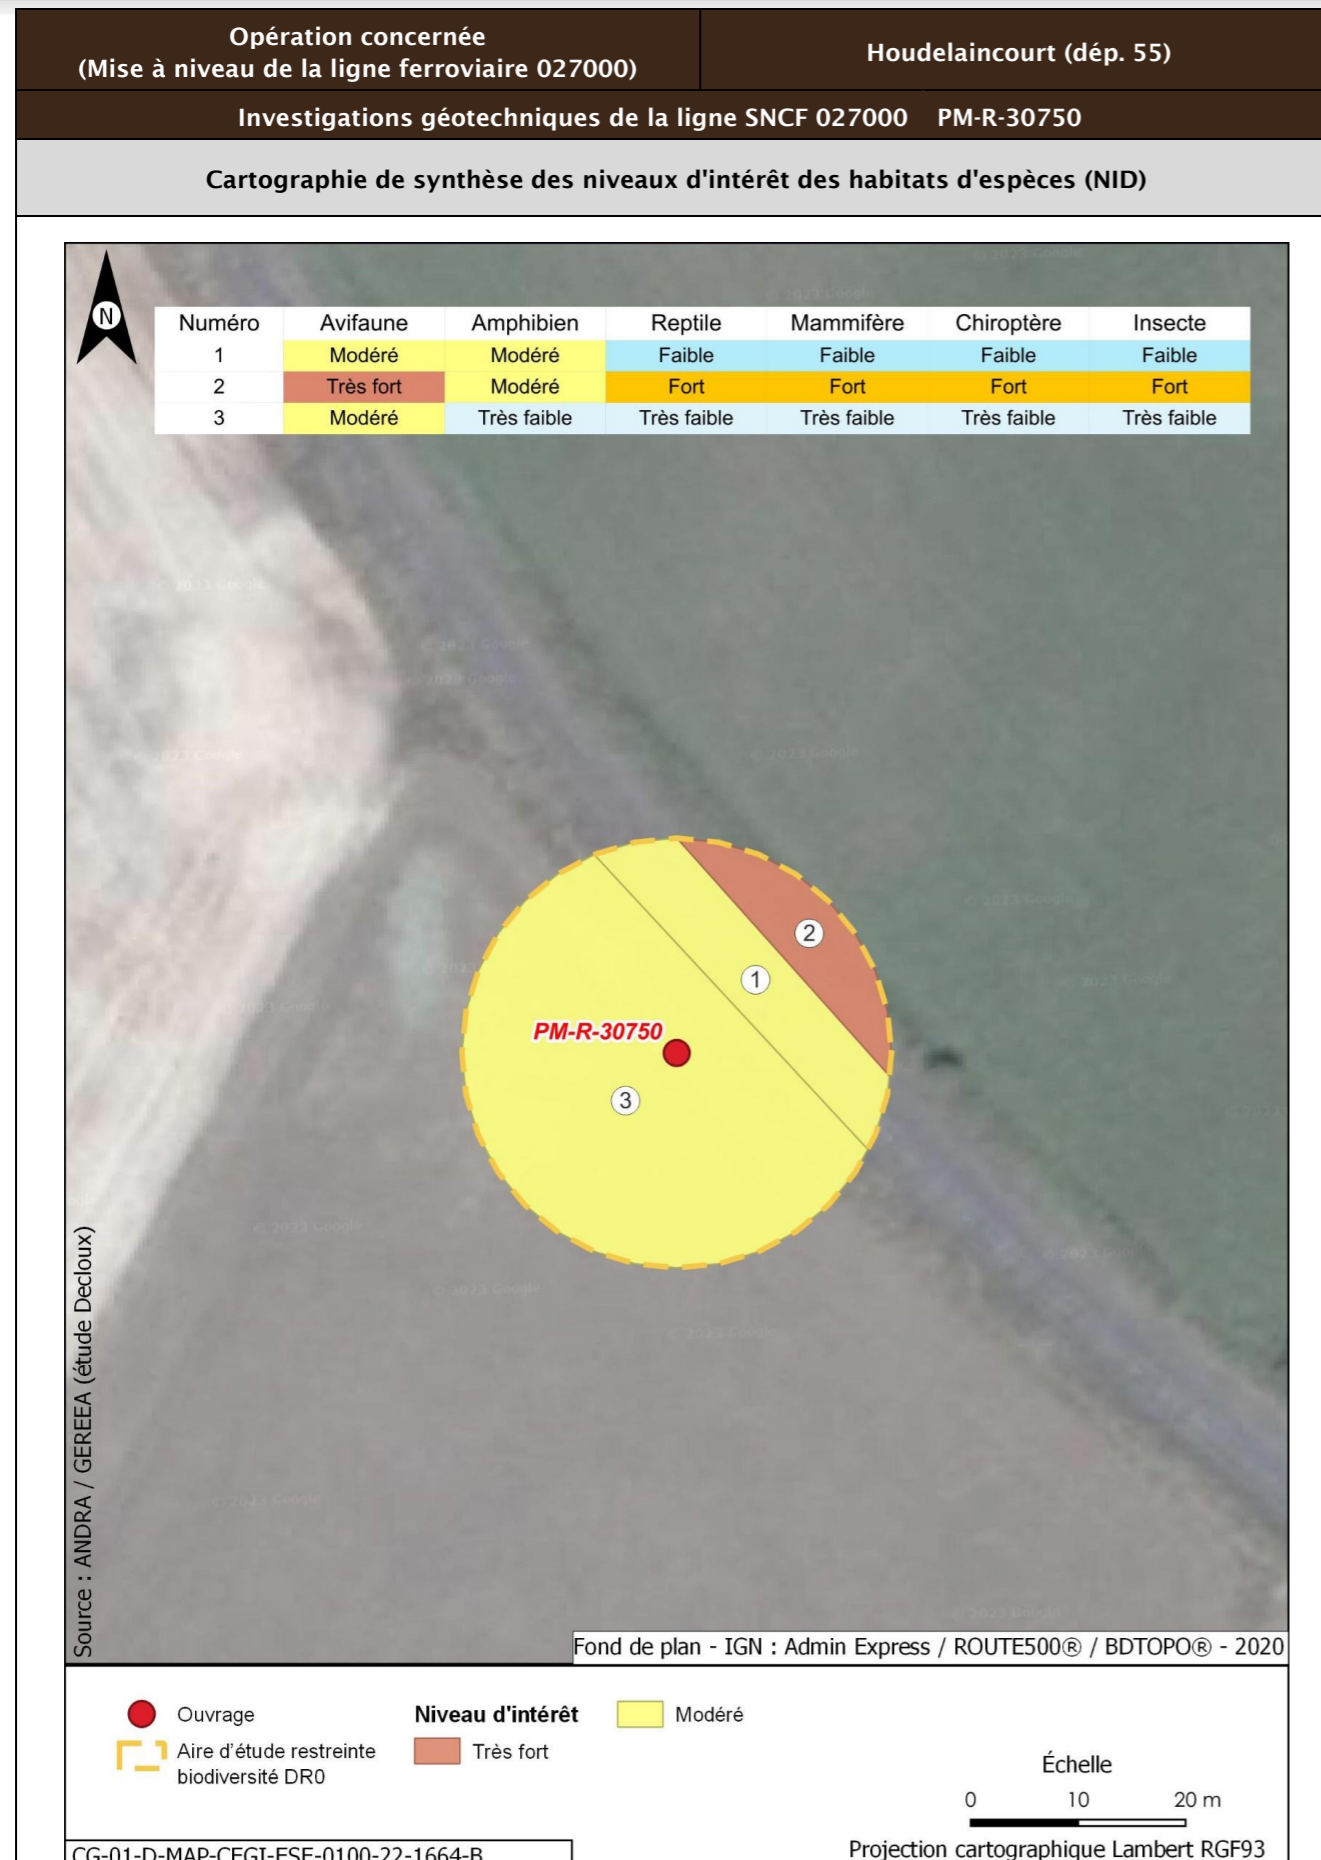 Opération concernée
(Mise à niveau de la ligne ferroviaire 027000)
Houdelaincourt (dép. 55)
Investigations géotechniques de la ligne SNCF 027000 PM-R-30750
Cartographie de synthèse des niveaux d'intérêt des habitats d'espèces (NID)
N
Numéro Avifaune Amphibien Reptile Mammifère Chiroptère Insecte
1 Modéré Modéré Faible Faible Faible Faible
2 Très fort Modéré Fort Fort Fort Fort
3 Modéré Très faible Très faible Très faible Très faible Très faible
© 2023 Google
2
1
PM-R-30750
3
Source : ANDRA / GEREEA (étude Decloux)
Fond de plan - IGN : Admin Express / ROUTE500® / BDTOPO® - 2020
Ouvrage
Aire d'étude restreinte
biodiversité DR0
Niveau d'intérêt
Très fort
Modéré
Échelle
0 10 20 m
Projection cartographique Lambert RGF93
CG-01-D-MAP-CEGI-ESE-0100-22-1664-B